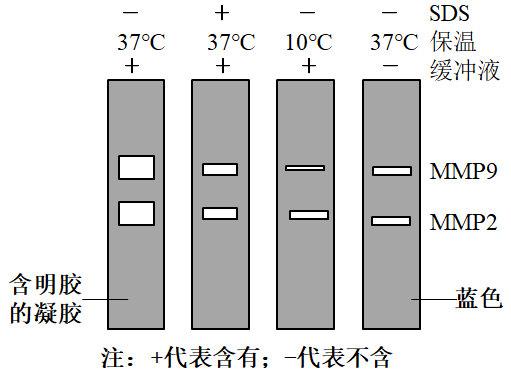 − + − − SDS
37°C 37°C 10°C 37°C 保温
+ + + − 缓冲液
MMP9
MMP2
含明胶
的凝胶
蓝色
注：+代表含有；−代表不含